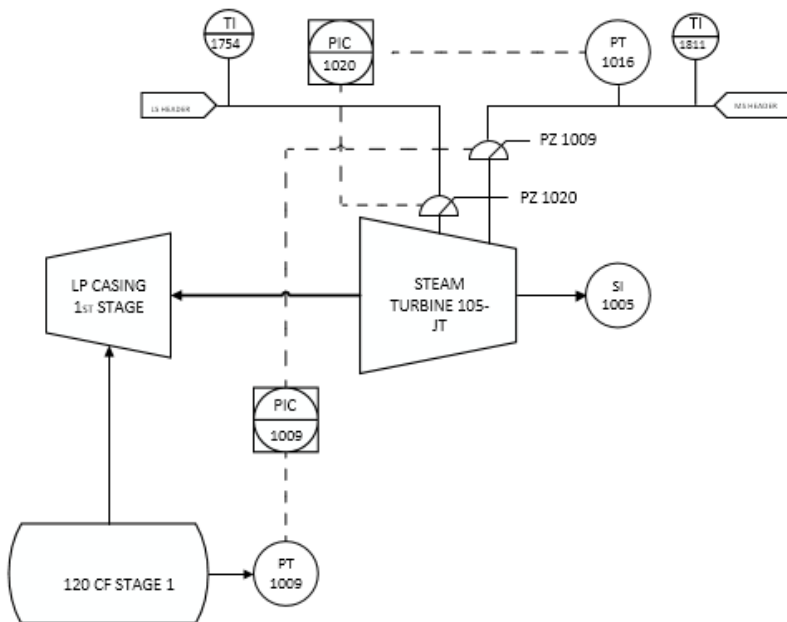 TI
1754
PIC
1020
PT
1016
TI
1811
LS HEADER
MS HEADER
PZ 1009
PZ 1020
LP CASING
1ST STAGE
STEAM
TURBINE 105-
JT
SI
1005
PIC
1009
120 CF STAGE 1
PT
1009